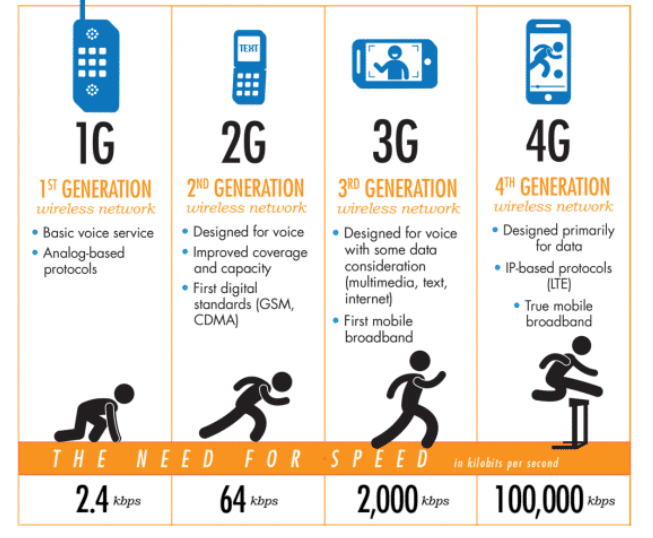 TEXT
1G
1ST GENERATION
wireless network
• Basic voice service
• Analog-based
protocols
2G
2ND GENERATION
wireless network
• Designed for voice
• Improved coverage
and capacity
• First digital
standards (GSM,
CDMA)
3G
3RD GENERATION
wireless network
• Designed for voice
with some data
consideration
(multimedia, text,
internet)
• First mobile
broadband
4G
4TH GENERATION
wireless network
• Designed primarily
for data
• IP-based protocols
(LTE)
• True mobile
broadband
THE NEED FOR SPEED in kilobits per second
2.4 kbps
64 kbps
2,000 kbps
100,000 kbps